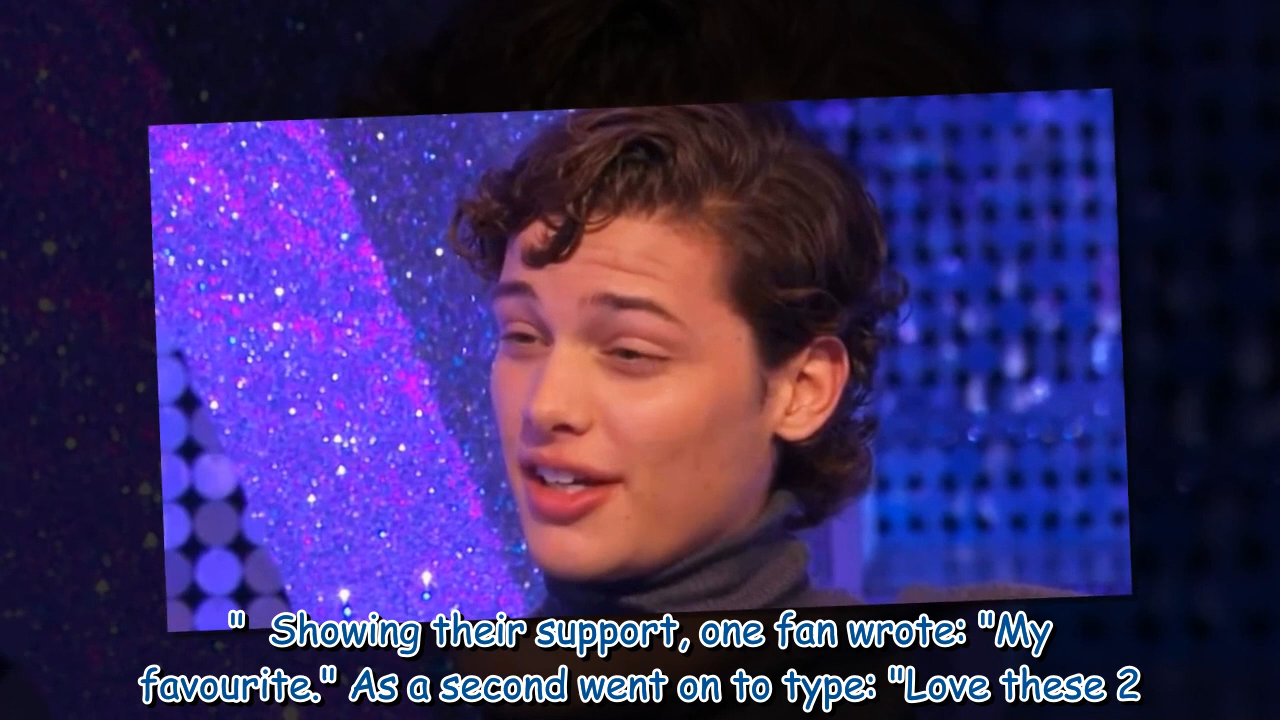 "  Showing their support, one fan wrote: "My
favourite." As a second went on to type: "Love these 2